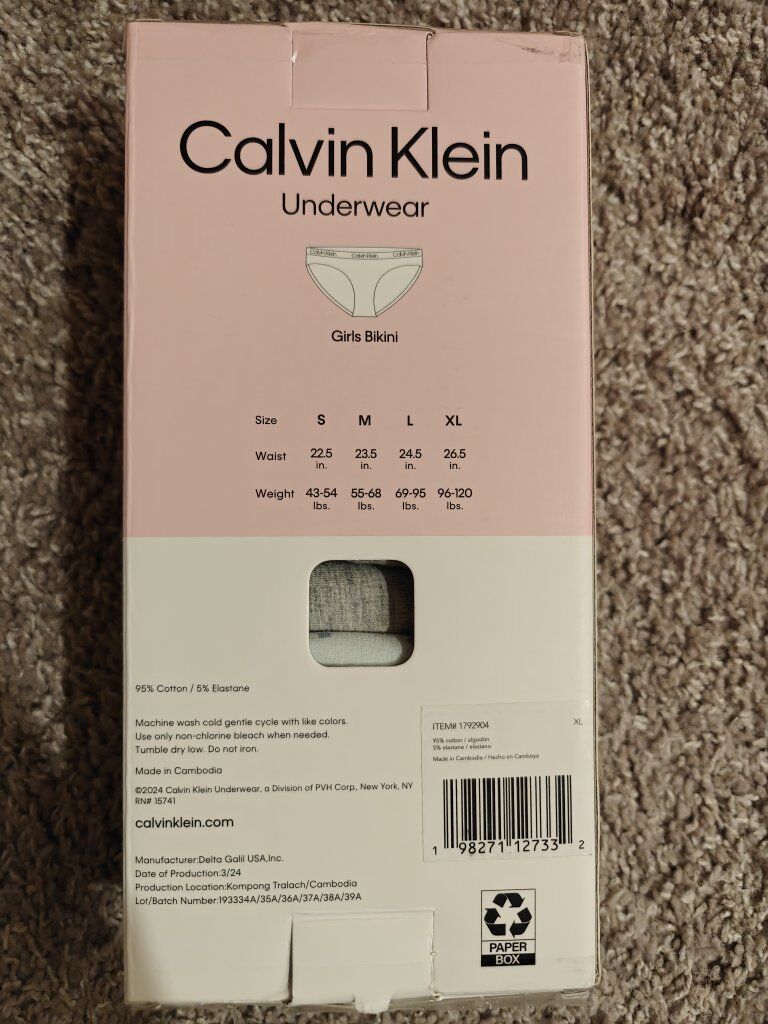 Calvin Klein
Underwear
Calvin Klein Calvin Klein Calvin Klein
Girls Bikini
Size S M L XL
Waist 22.5 in. 23.5 in. 24.5 in. 26.5 in.
Weight 43-54 lbs. 55-68 lbs. 69-95 lbs. 96-120 lbs.
95% Cotton / 5% Elastane
Machine wash cold gentle cycle with like colors.
Use only non-chlorine bleach when needed.
Tumble dry low. Do not iron.
Made in Cambodia
©2024 Calvin Klein Underwear, a Division of PVH Corp., New York, NY
RN# 15741
calvinklein.com
Manufacturer:Delta Galil USA,Inc.
Date of Production:3/24
Production Location:Kompong Tralach/Cambodia
Lot/Batch Number:193334A/35A/36A/37A/38A/39A
ITEM# 1792904 XL
95% cotton / algodón
5% elastane / elastano
Made in Cambodia / Hecho en Camboya
1 98271 12733 2
PAPER
BOX